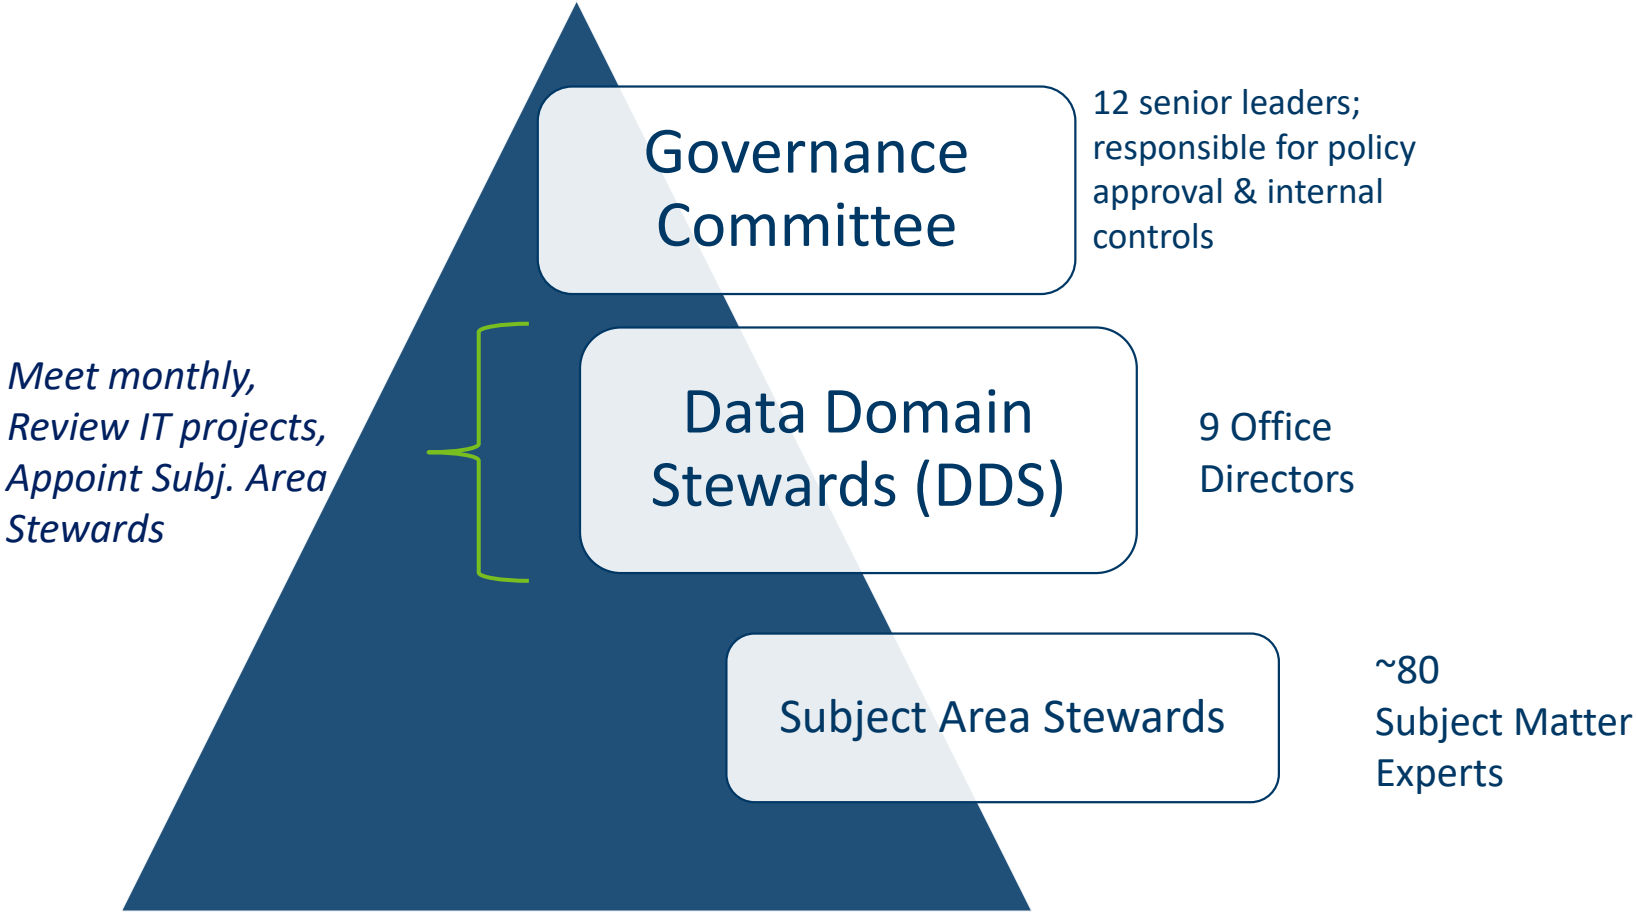 Governance
Committee
12 senior leaders;
responsible for policy
approval & internal
controls
Meet monthly,
Review IT projects,
Appoint Subj. Area
Stewards
Data Domain
Stewards (DDS)
9 Office
Directors
Subject Area Stewards
~80
Subject Matter
Experts